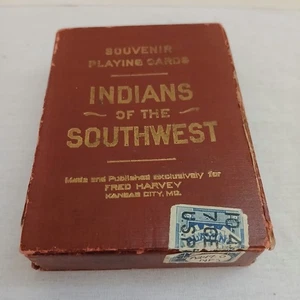 SOUVENIR
PLAYING CARDS
INDIANS
OF THE
SOUTHWEST
Made and Published exclusively for
FRED HARVEY
KANSAS CITY, MO.